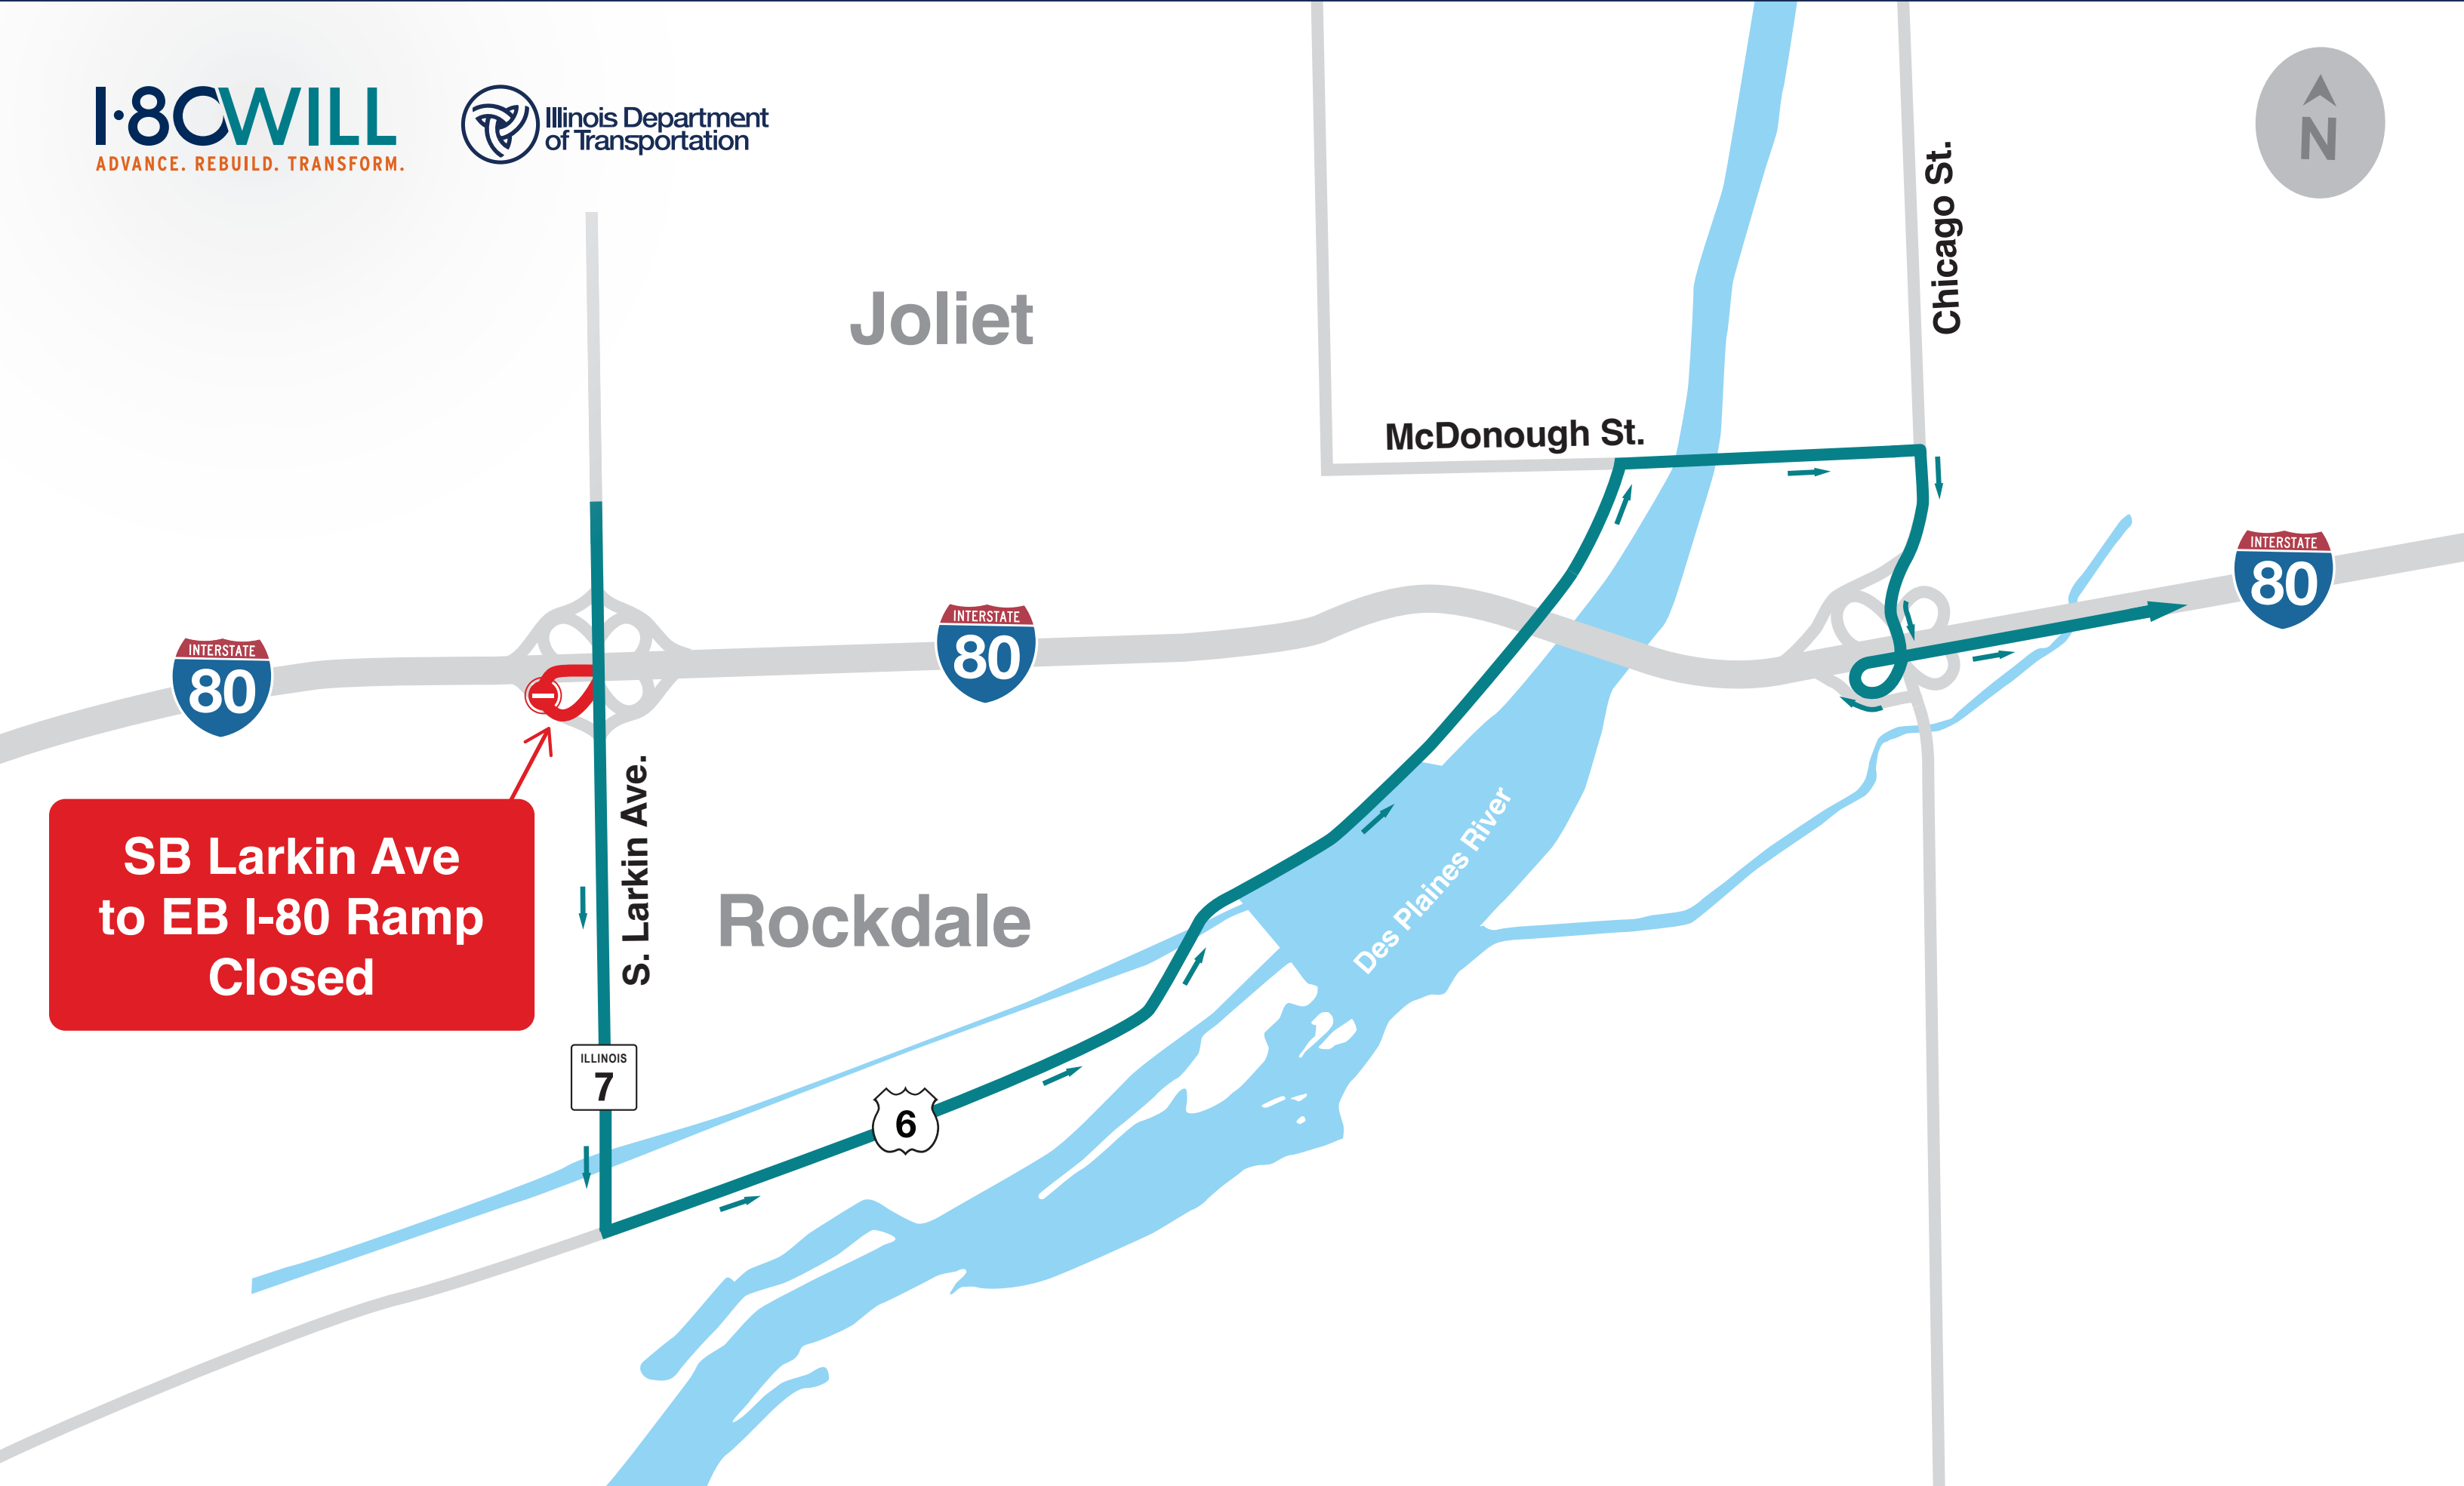 I·80WILL
ADVANCE. REBUILD. TRANSFORM.
Illinois Department
of Transportation
N
Chicago St.
Joliet
McDonough St.
INTERSTATE
80
INTERSTATE
80
INTERSTATE
80
S. Larkin Ave.
SB Larkin Ave
to EB I-80 Ramp
Closed
Rockdale
Des Plaines River
ILLINOIS
7
6